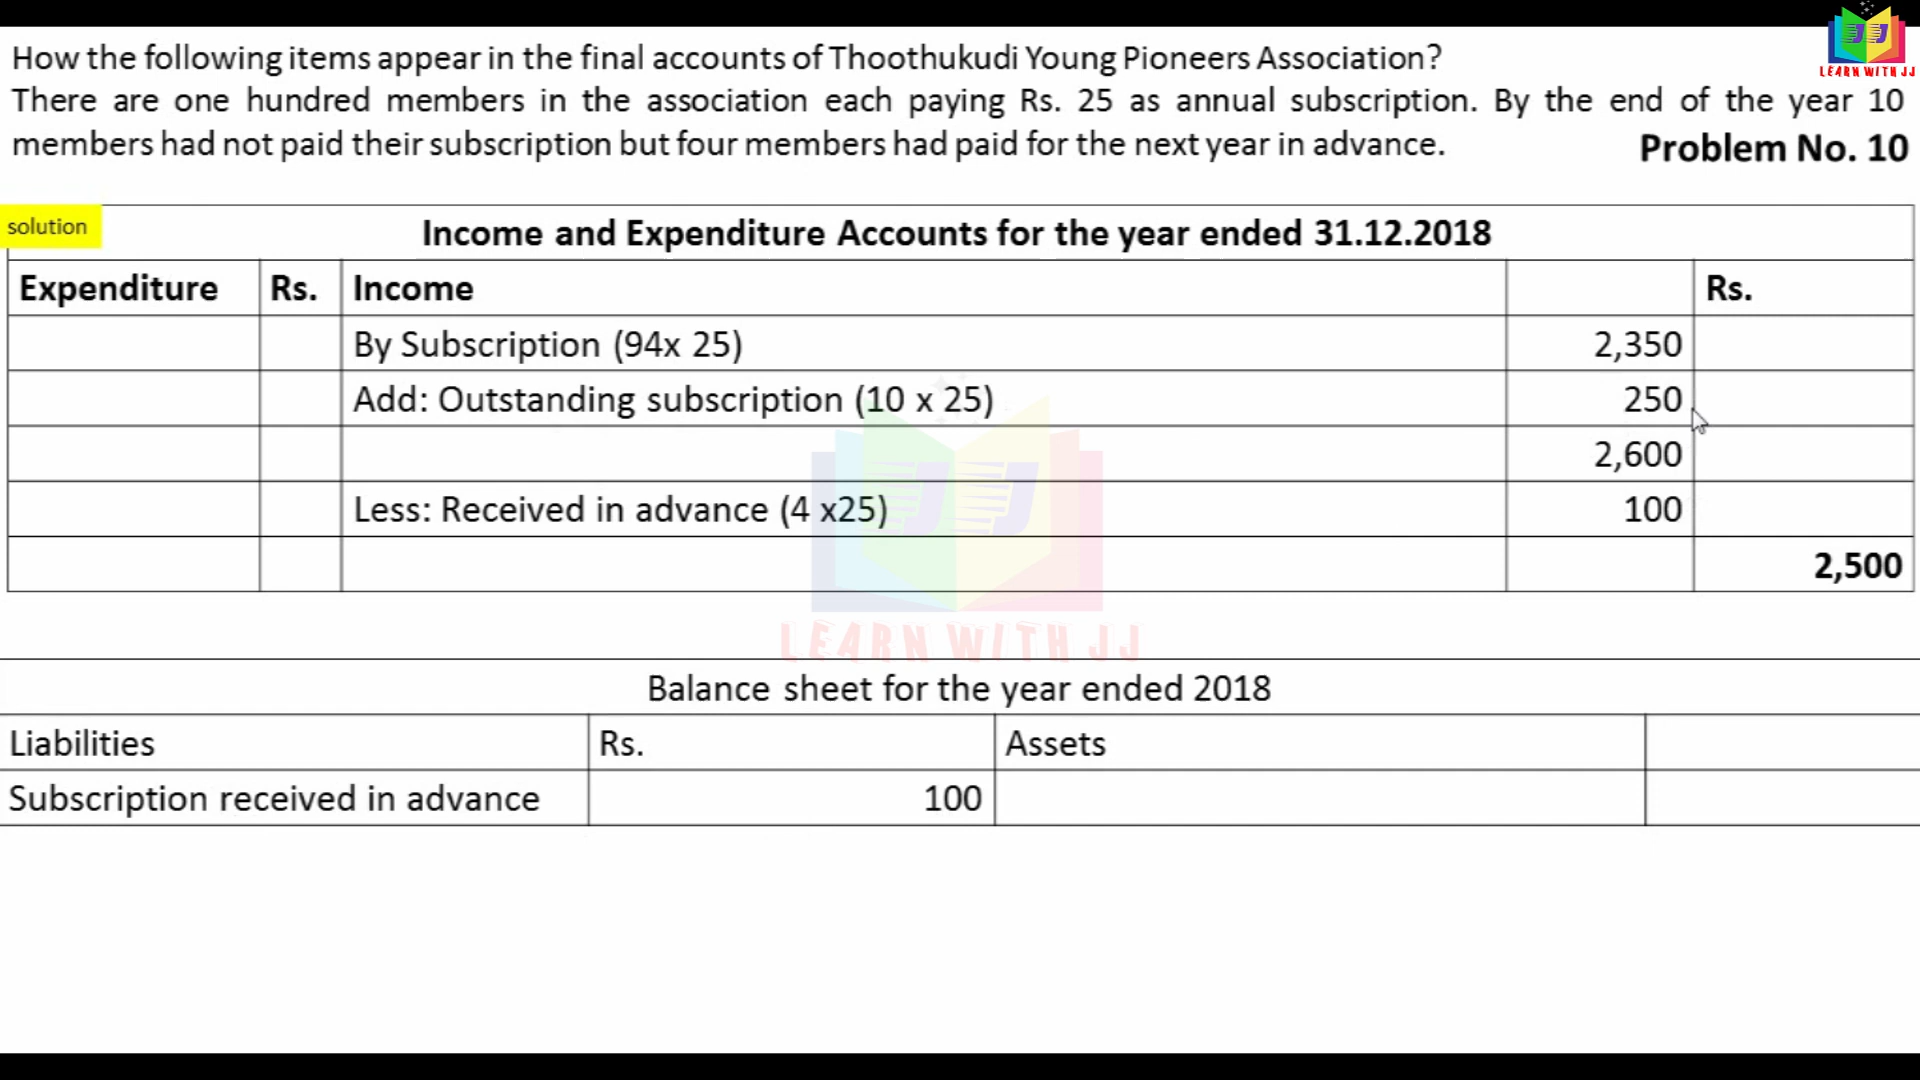 JJ
LEARN WITH JJ
How the following items appear in the final accounts of Thoothukudi Young Pioneers Association?
There are one hundred members in the association each paying Rs. 25 as annual subscription. By the end of the year 10
members had not paid their subscription but four members had paid for the next year in advance. Problem No. 10
solution
Income and Expenditure Accounts for the year ended 31.12.2018
Expenditure Rs. Income Rs.
By Subscription (94x 25) 2,350
Add: Outstanding subscription (10 x 25) 250
2,600
Less: Received in advance (4 x25) 100
2,500
JJ
LEARN WITH JJ
Balance sheet for the year ended 2018
Liabilities Rs. Assets
Subscription received in advance 100